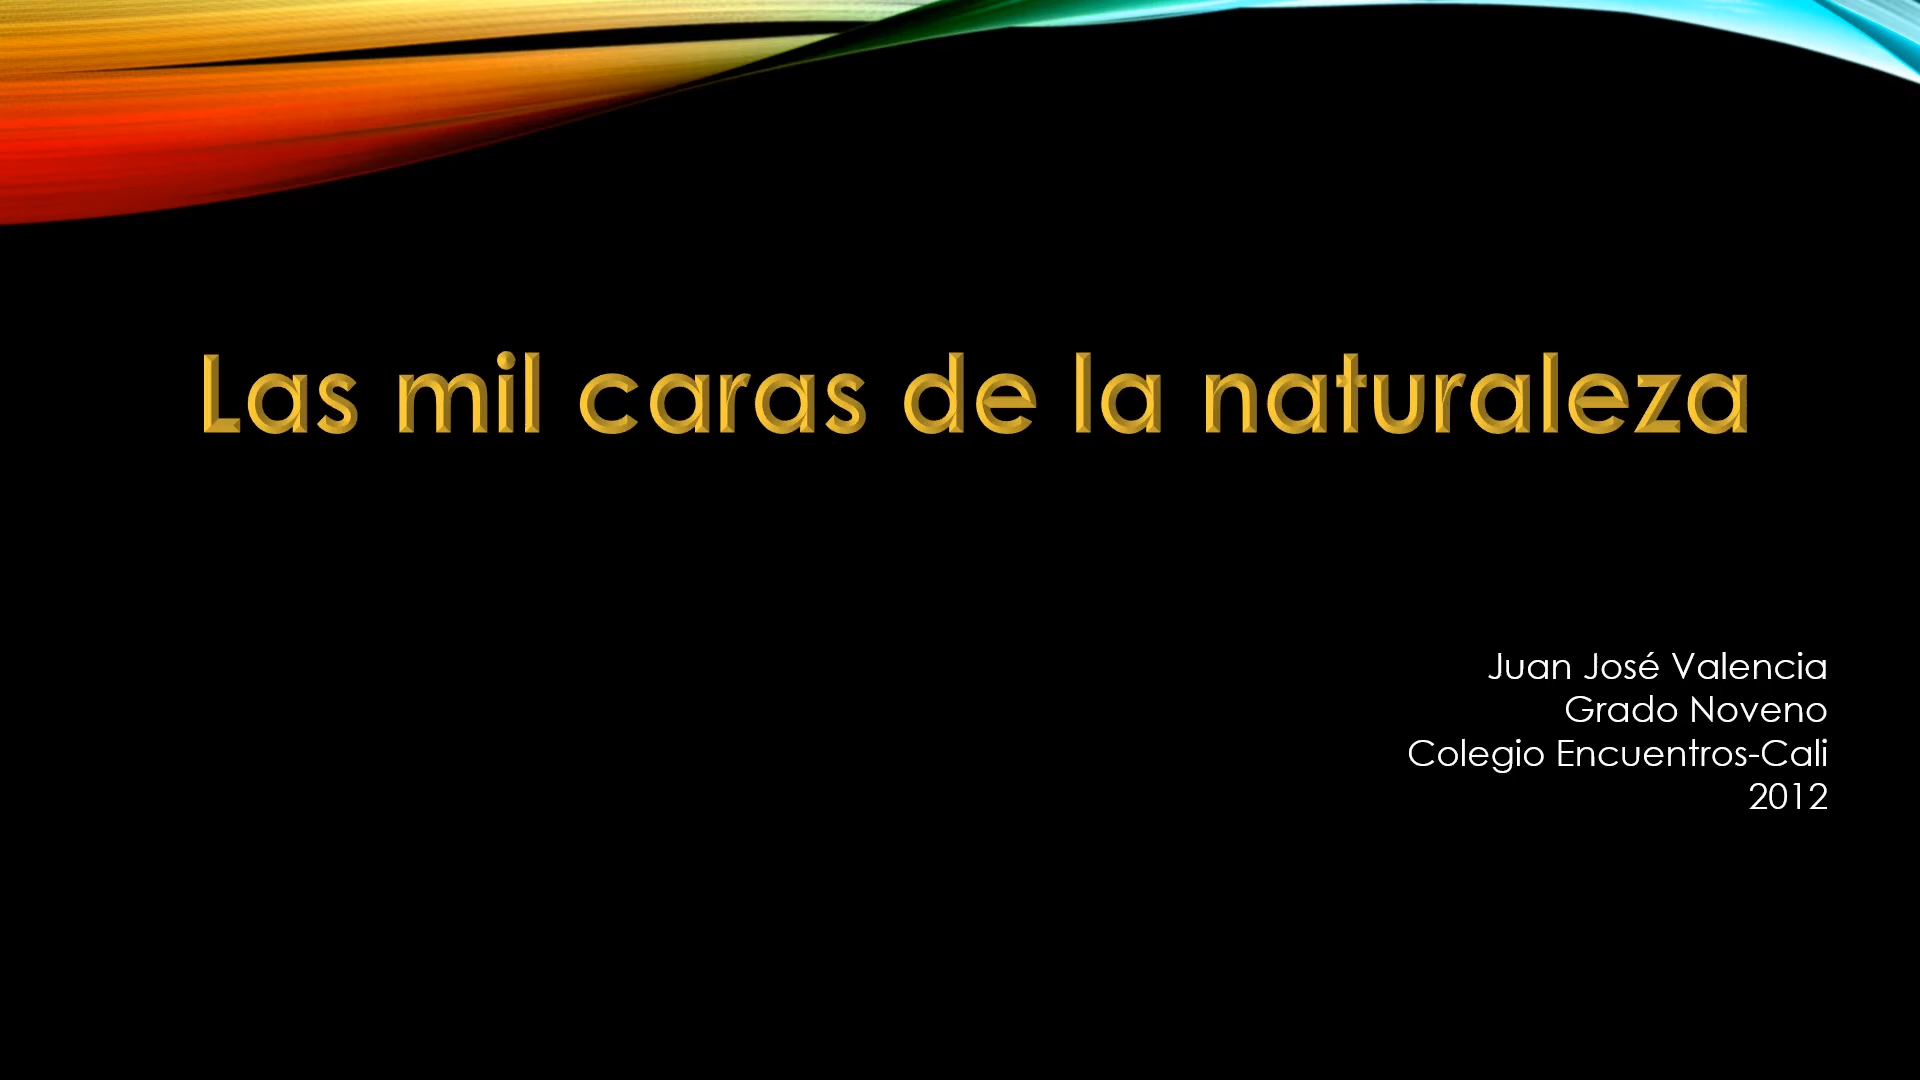 Las mil caras de la naturaleza
Juan José Valencia
Grado Noveno
Colegio Encuentros-Cali
2012